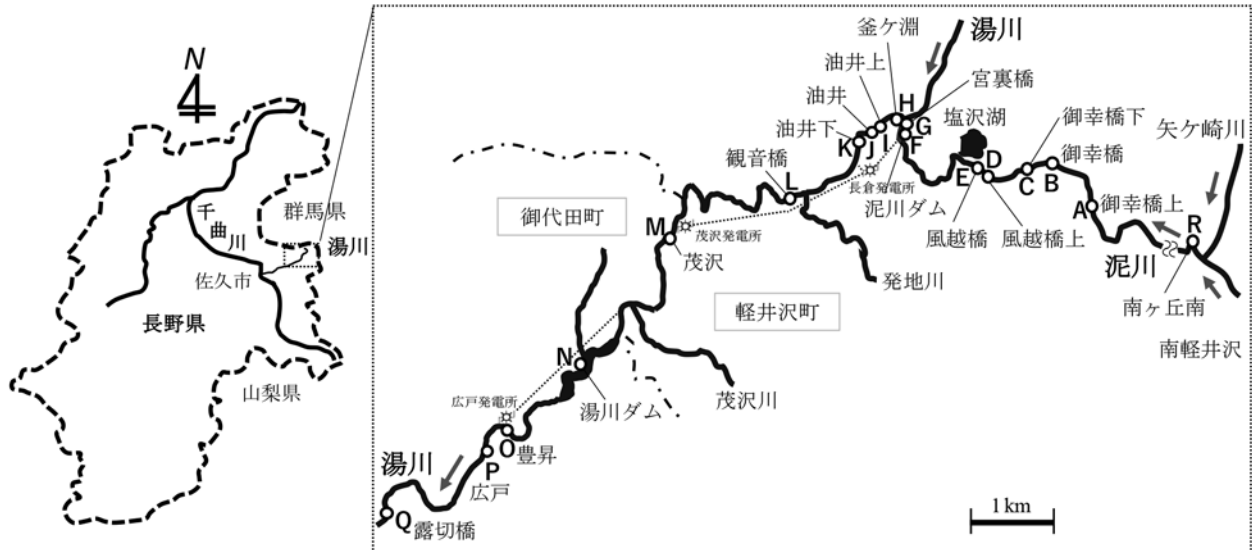 N
千
曲
川
群馬県
湯川
佐久市
長野県
山梨県
釜ケ淵
湯川
油井上
宮裏橋
油井
H
G
塩沢湖
御幸橋下
矢ケ崎川
油井下
K
J
I
F
御幸橋
観音橋
D
E
C
B
L
長倉発電所
泥川ダム
A
御幸橋上
御代田町
M
茂沢発電所
風越橋
風越橋上
R
茂沢
発地川
泥川
軽井沢町
南ヶ丘南
南軽井沢
N
広戸発電所
湯川ダム
茂沢川
O
豊昇
湯川
P
広戸
1 km
Q
露切橋